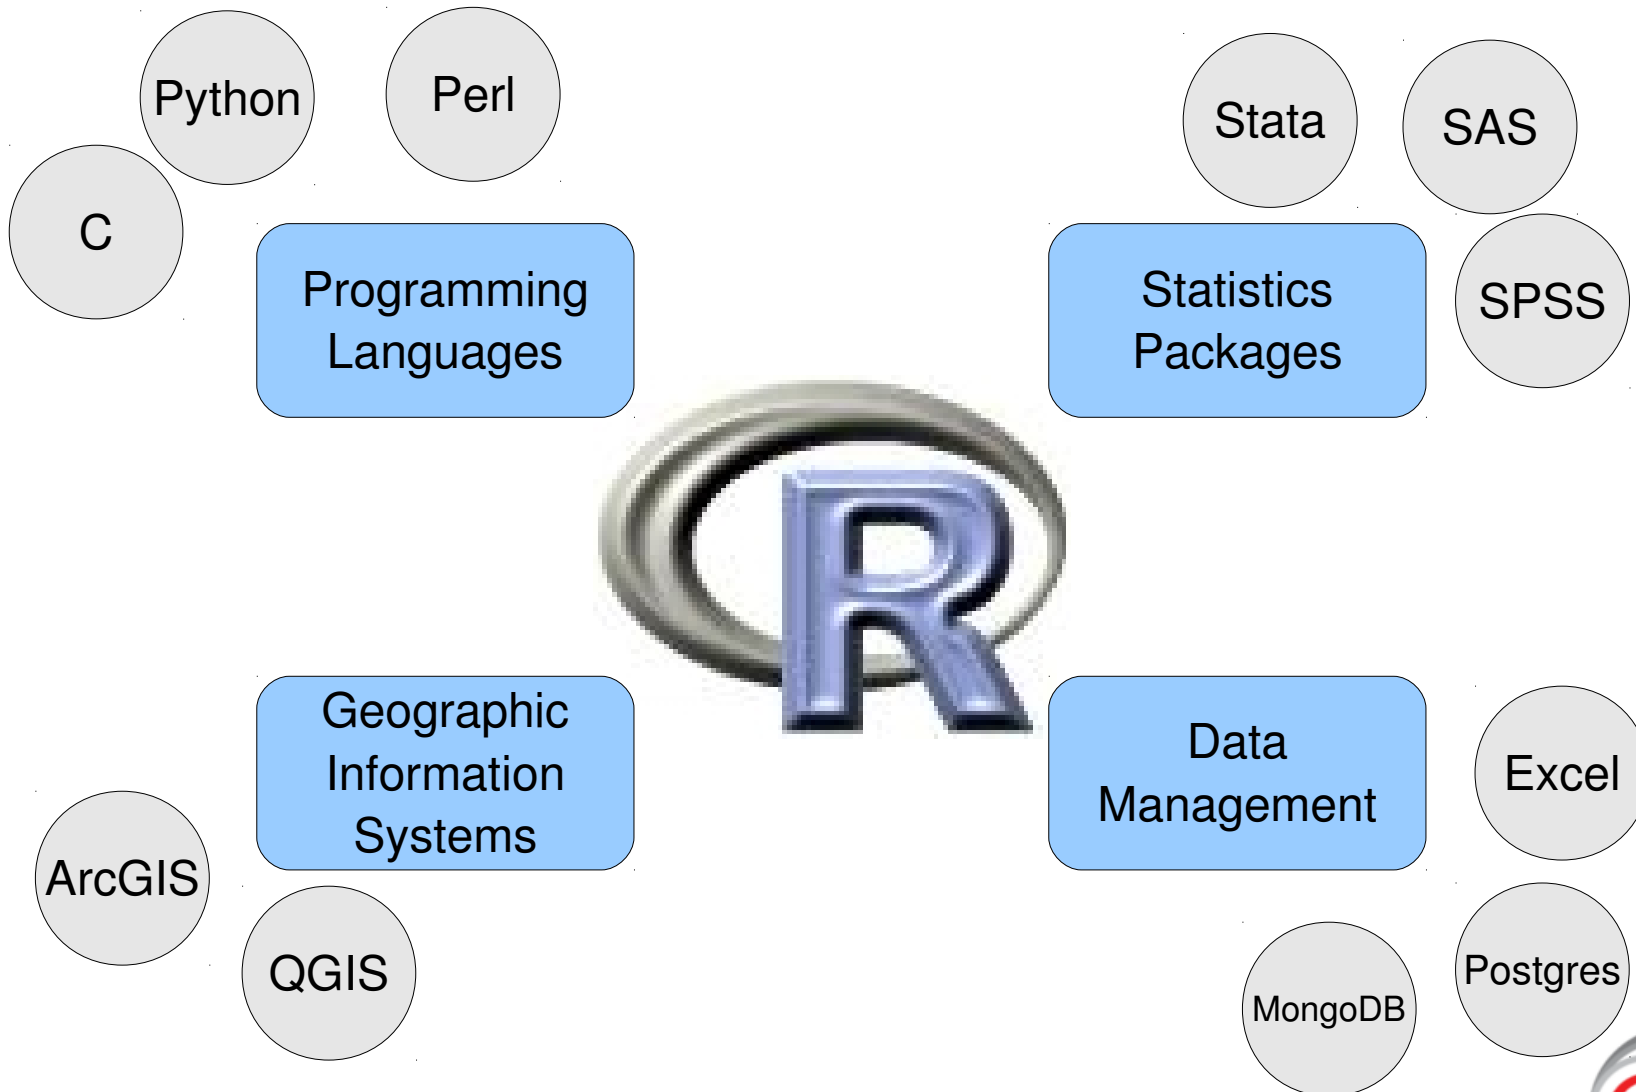 Python
Perl
C
Programming
Languages
Stata
SAS
SPSS
Statistics
Packages
R
Geographic
Information
Systems
ArcGIS
QGIS
Data
Management
Excel
Postgres
MongoDB